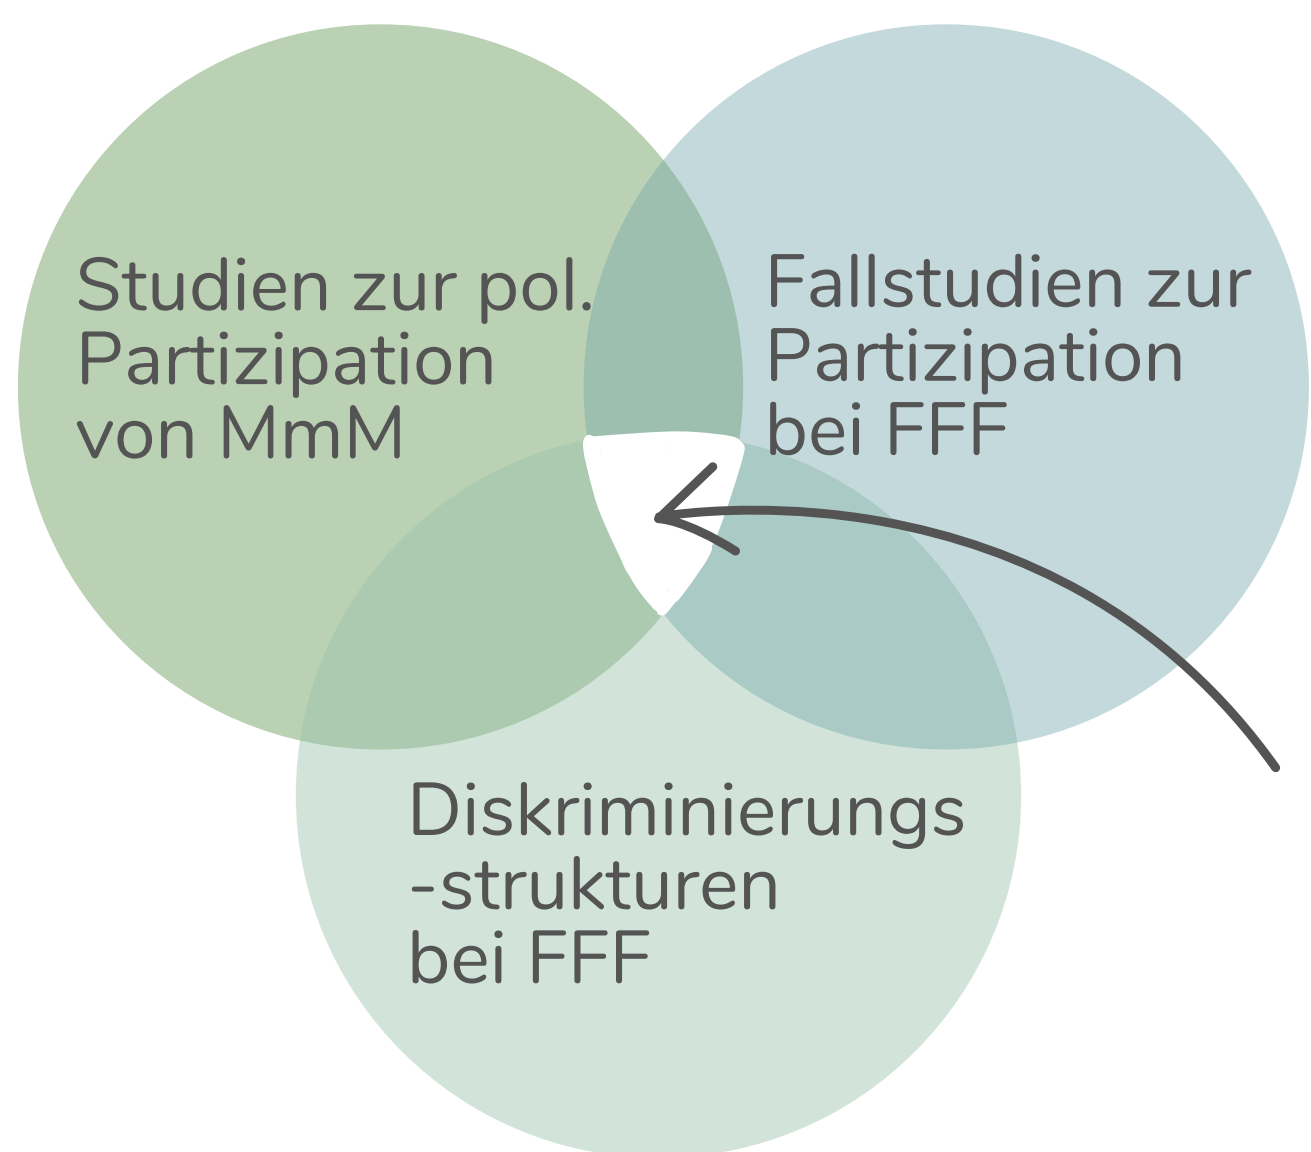 Studien zur pol.
Partizipation
von MmM
Fallstudien zur
Partizipation
bei FFF
Diskriminierungs
-strukturen
bei FFF